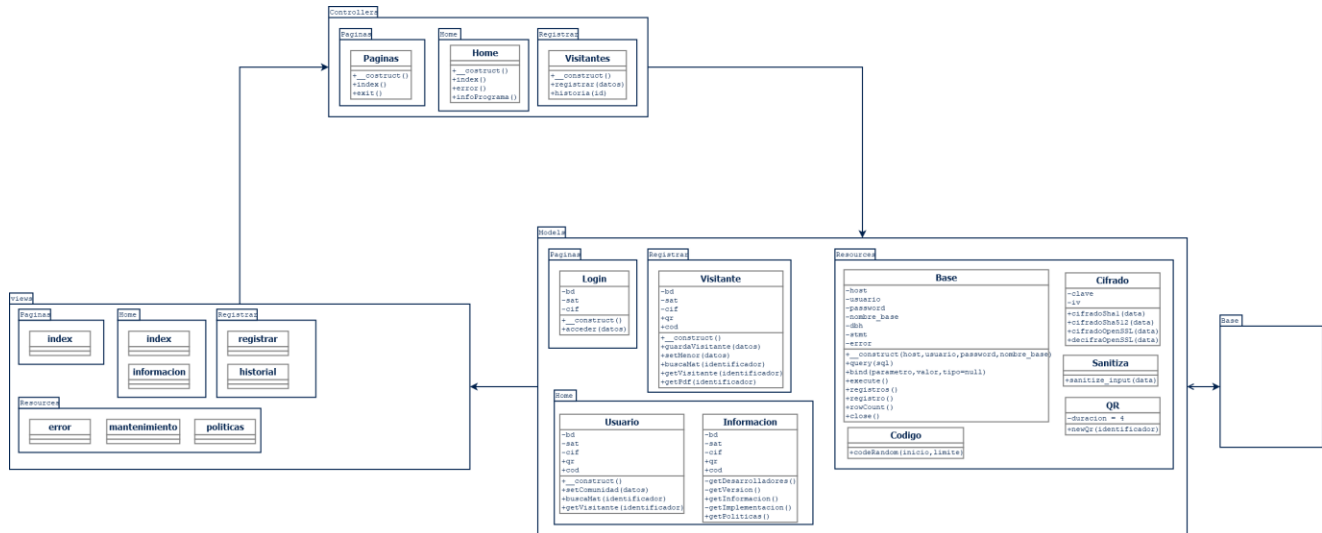 Controllers
Paginas
Paginas
+__costruct()
+index()
+exit()
Home
Home
+__costruct()
+index()
+error()
+infoPrograma()
Registrar
Visitantes
+__construct()
+registrar(datos)
+historia(id)
views
Paginas
index
Home
index
informacion
Registrar
registrar
historial
Resources
error
mantenimiento
politicas
Models
Paginas
Login
-bd
-sat
-cif
+__construct()
+acceder(datos)
Registrar
Visitante
-bd
-sat
-cif
+qr
+cod
+__construct()
+guardaVisitante(datos)
+setMenor(datos)
+buscaMat(identificador)
+getVisitante(identificador)
+getPdf(identificador)
Home
Usuario
-bd
-sat
-cif
+qr
+cod
+__construct()
+setComunidad(datos)
+buscaMat(identificador)
+getVisitante(identificador)
Informacion
-bd
-sat
-cif
+qr
+cod
-getDesarrolladores()
-getVersion()
+getInformacion()
-getImplementacion()
+getPoliticas()
Resources
Base
-host
-usuario
-password
-nombre_base
-dbh
-stmt
-error
+__construct(host,usuario,password,nombre_base)
+query(sql)
+bind(parametro,valor,tipo=null)
+execute()
+registros()
+registro()
+rowCount()
+close()
Codigo
+codeRandom(inicio,limite)
Cifrado
-clave
-iv
+cifradoSha1(data)
+cifradoSha512(data)
+cifradoOpenSSL(data)
+decifraOpenSSL(data)
Sanitiza
+sanitize_input(data)
QR
-duracion = 4
+newQr(identificador)
Base